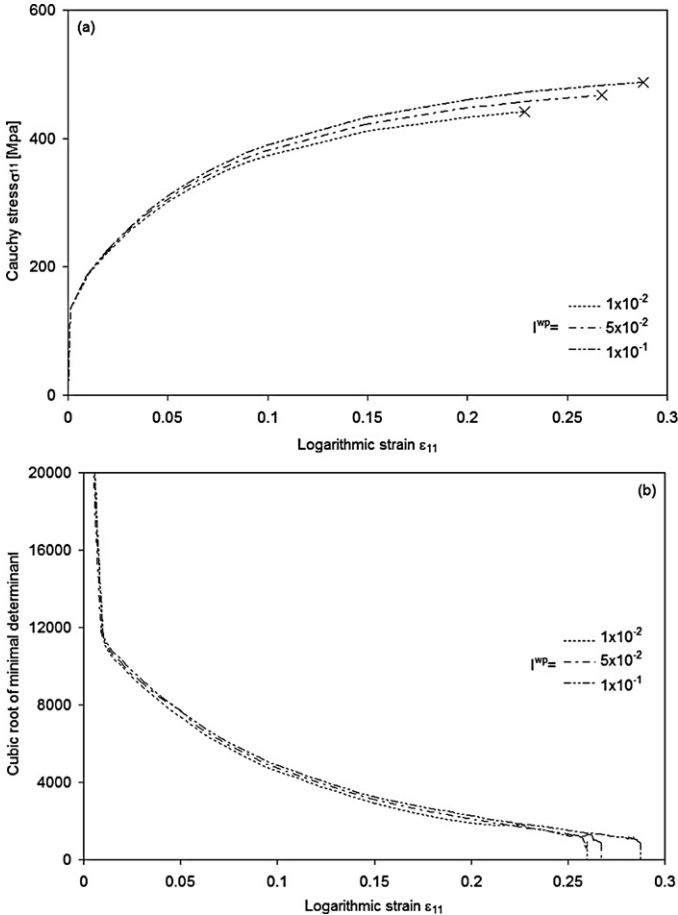 (a)
600
400
200
0
Cauchy stress σ11 [Mpa]
1x10⁻²
Iʷᵖ= 5x10⁻²
1x10⁻¹
0 0.05 0.1 0.15 0.2 0.25 0.3
Logarithmic strain ε₁₁
(b)
20000
16000
12000
8000
4000
0
Cubic root of minimal determinant
1x10⁻²
Iʷᵖ= 5x10⁻²
1x10⁻¹
0 0.05 0.1 0.15 0.2 0.25 0.3
Logarithmic strain ε₁₁